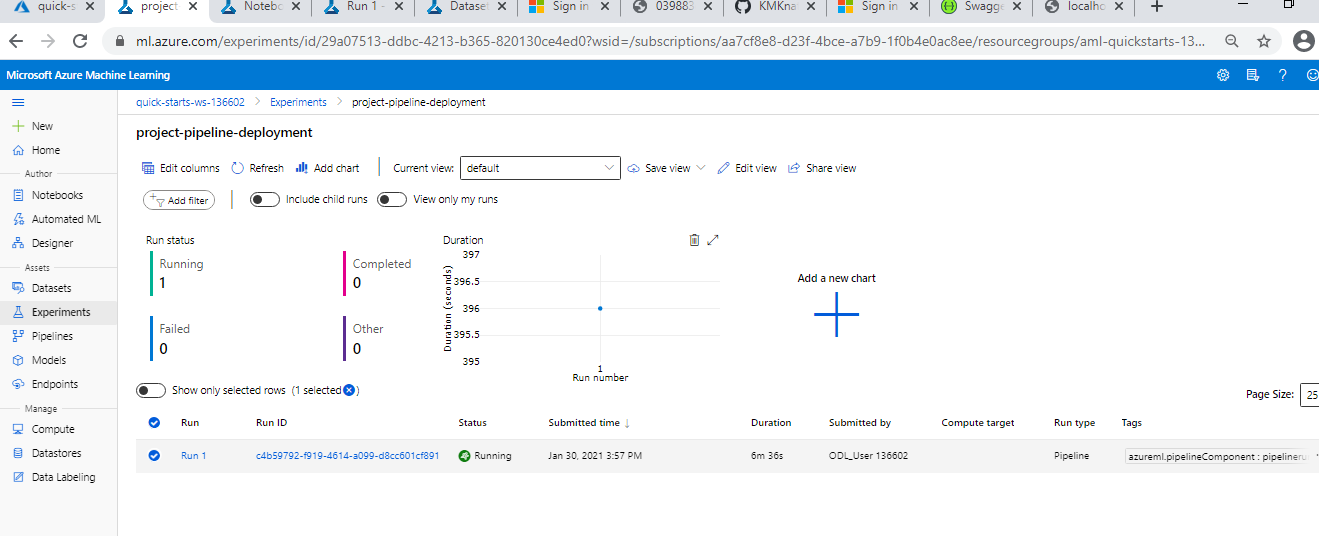 quick-s
project
Notebo
Run 1 -
Dataset
Sign in
039883
KMKna
Sign in
Swagge
localho
ml.azure.com/experiments/id/29a07513-ddbc-4213-b365-820130ce4ed0?wsid=/subscriptions/aa7cf8e8-d23f-4bce-a7b9-1f0b4e0ac8ee/resourcegroups/aml-quickstarts-13...
Microsoft Azure Machine Learning
quick-starts-ws-136602 > Experiments > project-pipeline-deployment
New
Home
Author
Notebooks
Automated ML
Designer
Assets
Datasets
Experiments
Pipelines
Models
Endpoints
Manage
Compute
Datastores
Data Labeling
project-pipeline-deployment
Edit columns Refresh Add chart Current view: default Save view Edit view Share view
Add filter Include child runs View only my runs
Run status
Running
1
Completed
0
Failed
0
Other
0
Duration
Duration (seconds)
397
396.5
396
395.5
395
1
Run number
Add a new chart
Show only selected rows (1 selected )
Page Size: 25
Run Run ID Status Submitted time ↓ Duration Submitted by Compute target Run type Tags
Run 1 c4b59792-f919-4614-a099-d8cc601cf891 Running Jan 30, 2021 3:57 PM 6m 36s ODL_User 136602 Pipeline azureml.pipelineComponent : pipelineru